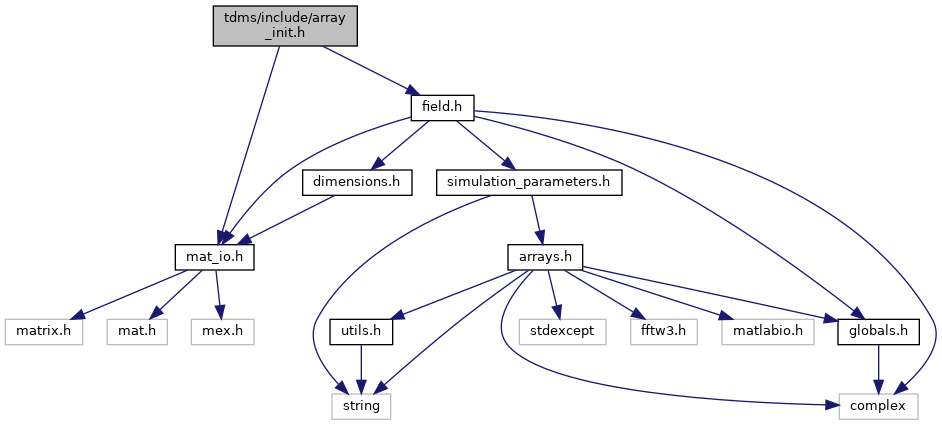 tdms/include/array
_init.h
field.h
dimensions.h
simulation_parameters.h
mat_io.h
arrays.h
matrix.h
mat.h
mex.h
utils.h
stdexcept
fftw3.h
matlabio.h
globals.h
string
complex